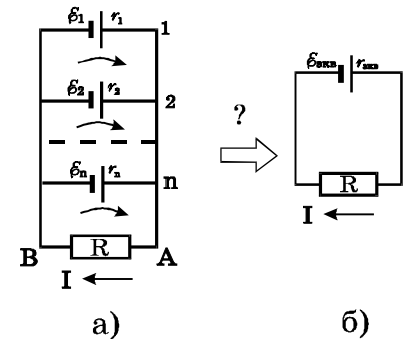 ℰ₁ r₁ 1
ℰ₂ r₂ 2
ℰₙ rₙ n
B R A
I
а)
?
ℰэкв rэкв
R
I
б)